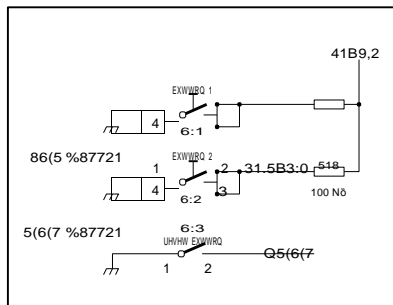 41B9,2
EXWWRQ 1
4
6:1
86(5 %87721
1 EXWWRQ 2 2 31.5B3:0 518
4 3
6:2 100 Nδ
5(6(7 %87721
6:3
UHVHW EXWWRQ
Q5(6(7
1 2